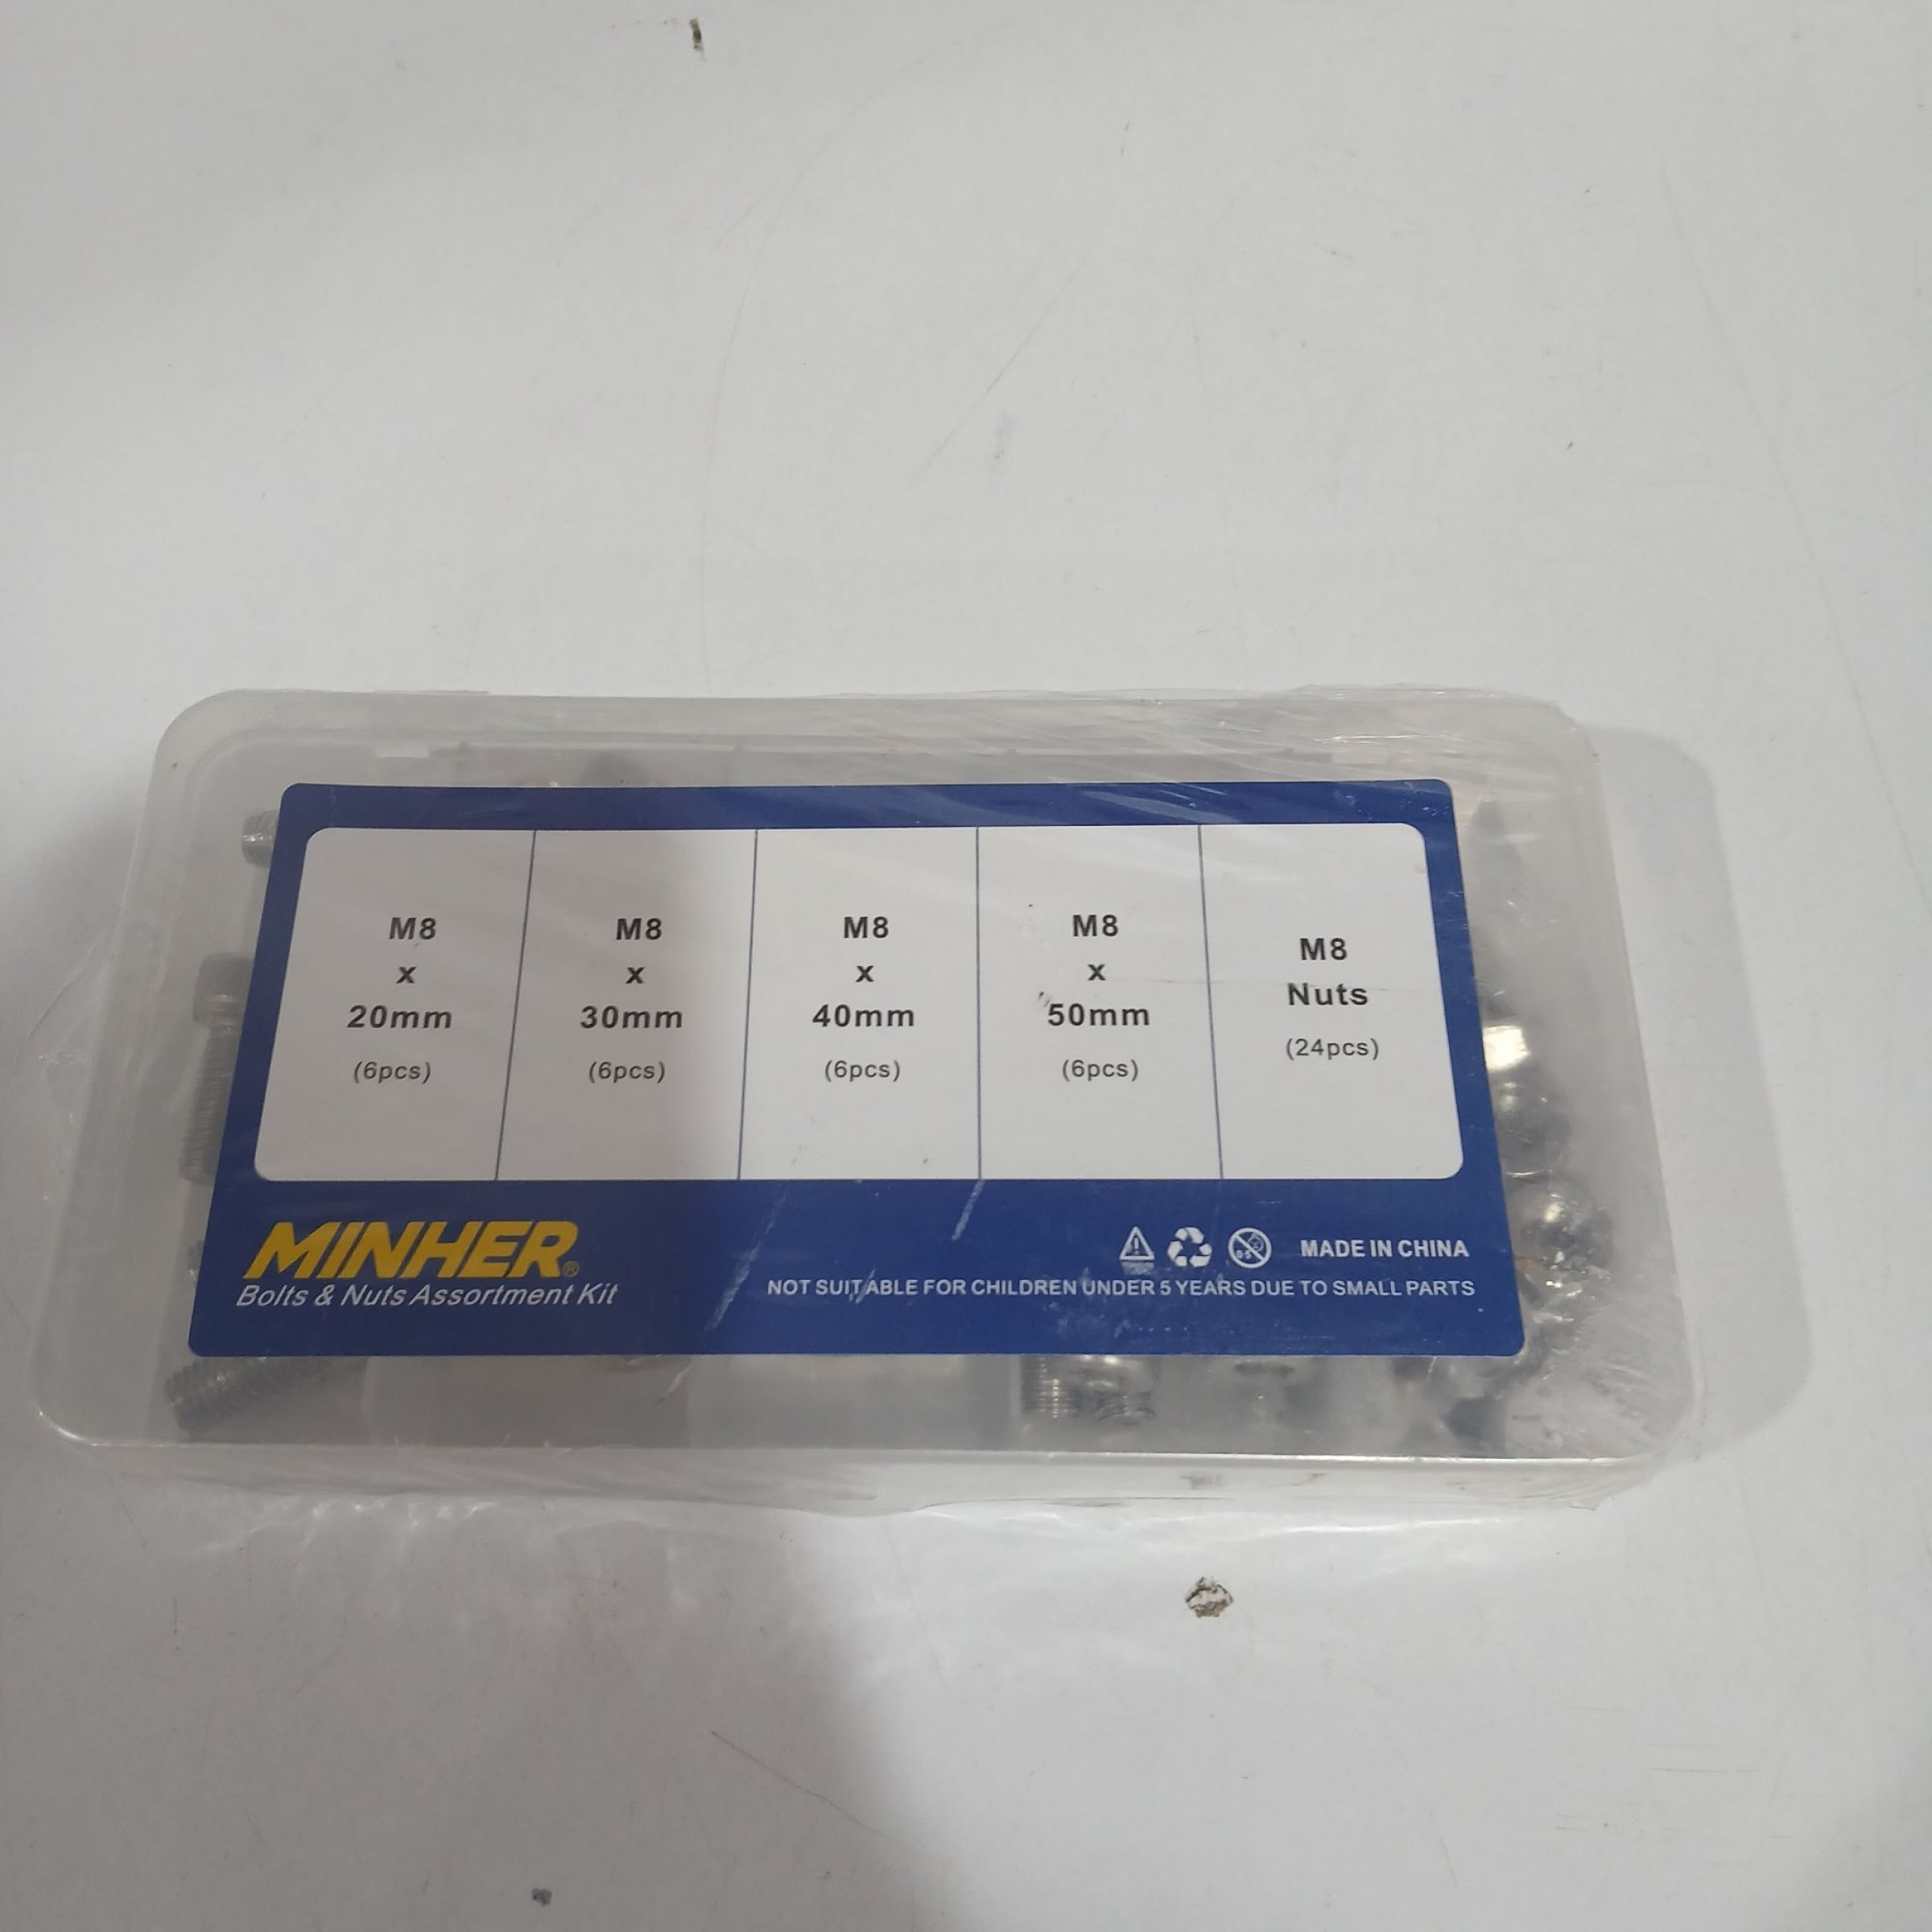 M8
x
20mm
(6pcs)
M8
x
30mm
(6pcs)
M8
x
40mm
(6pcs)
M8
x
50mm
(6pcs)
M8
Nuts
(24pcs)
MINHER®
Bolts & Nuts Assortment Kit
MADE IN CHINA
NOT SUITABLE FOR CHILDREN UNDER 5 YEARS DUE TO SMALL PARTS